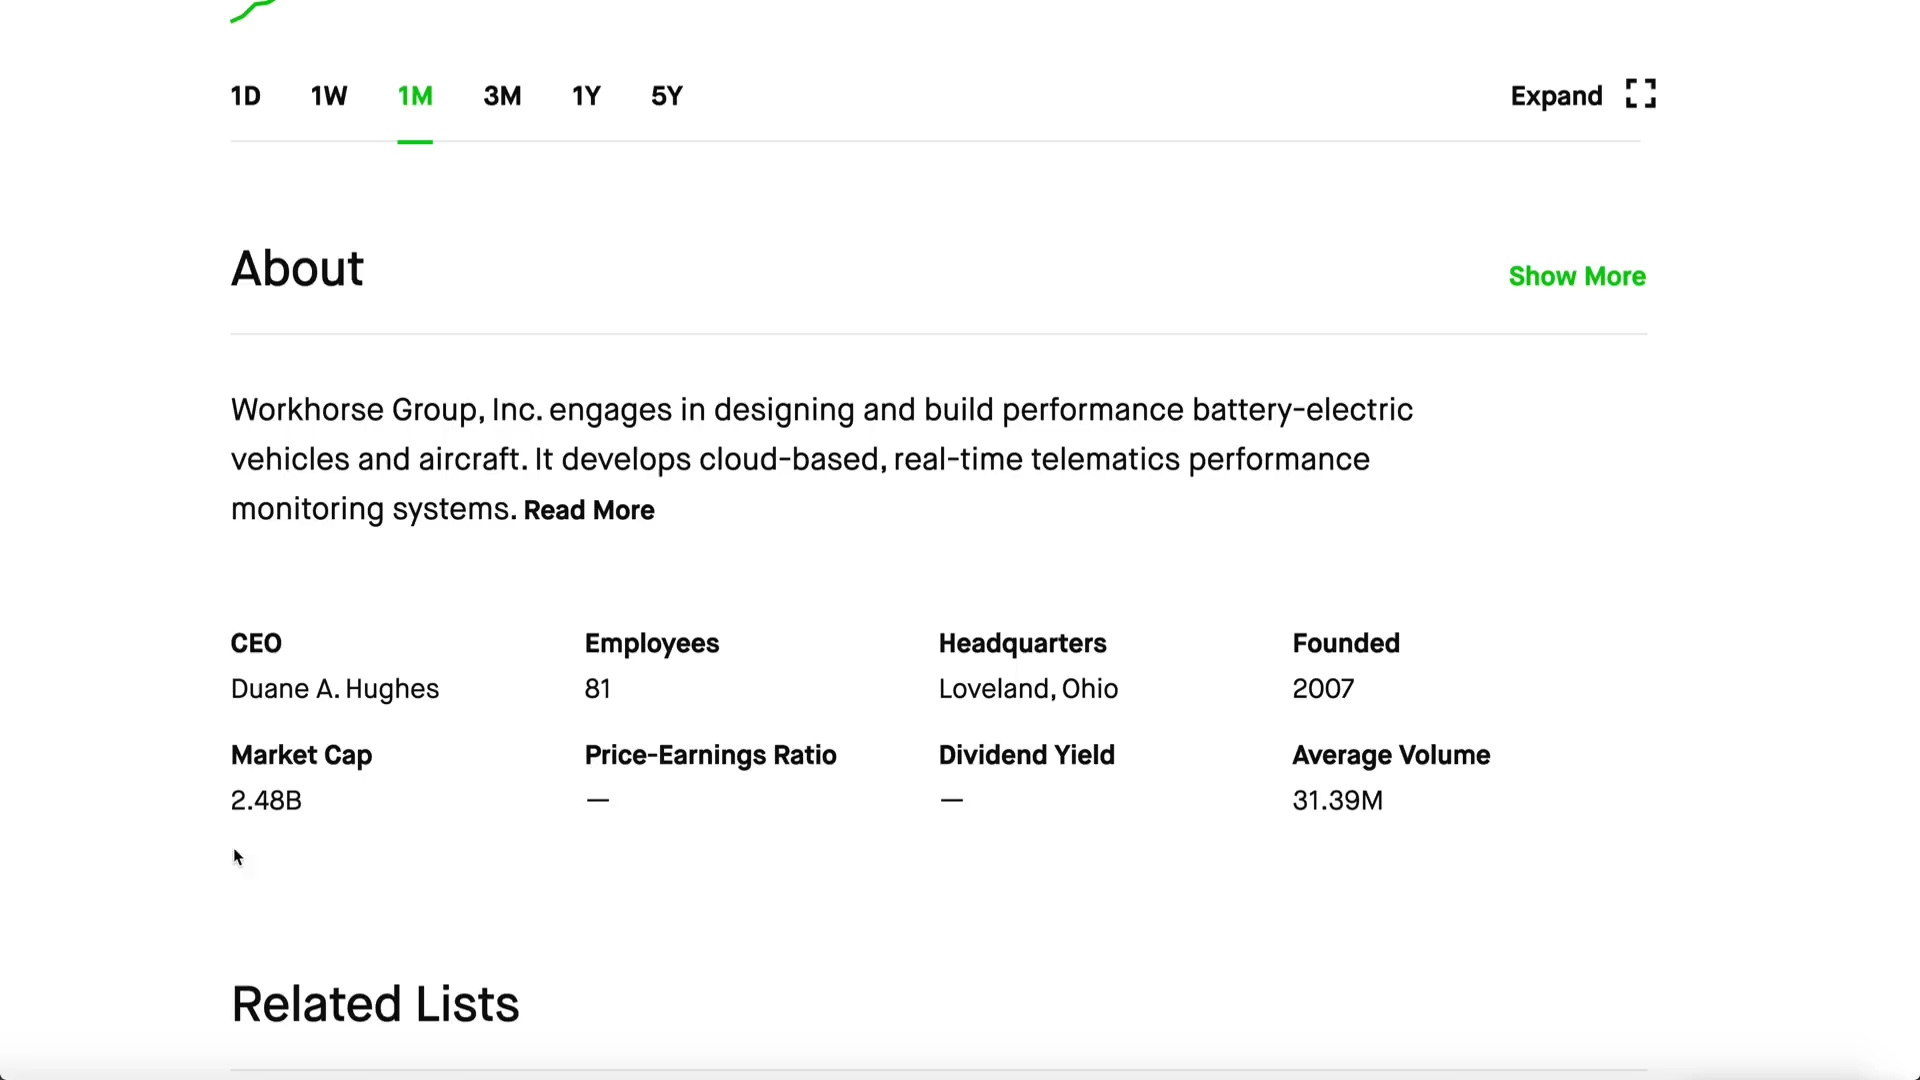 1D 1W 1M 3M 1Y 5Y Expand
About Show More
Workhorse Group, Inc. engages in designing and build performance battery-electric
vehicles and aircraft. It develops cloud-based, real-time telematics performance
monitoring systems. Read More
CEO Employees Headquarters Founded
Duane A. Hughes 81 Loveland, Ohio 2007
Market Cap Price-Earnings Ratio Dividend Yield Average Volume
2.48B — — 31.39M
Related Lists